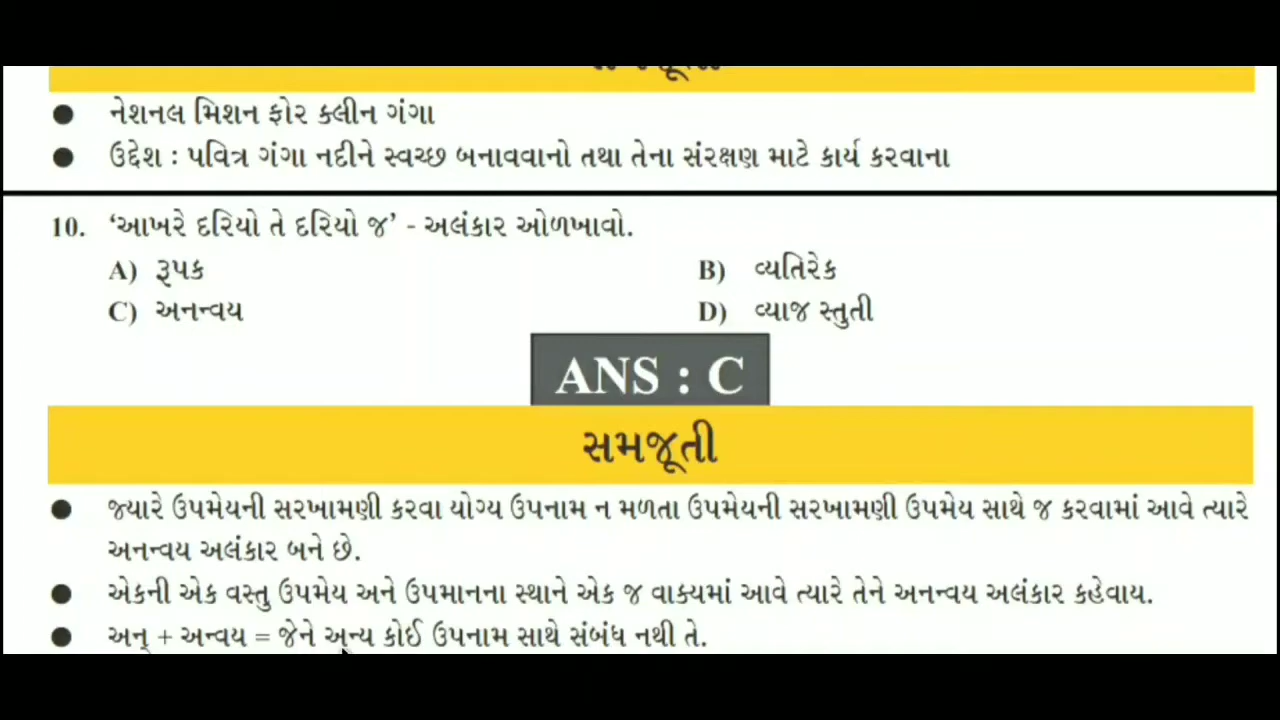 નેશનલ મિશન ફોર ક્લીન ગંગા
ઉદ્દેશ : પવિત્ર ગંગા નદીને સ્વચ્છ બનાવવાનો તથા તેના સંરક્ષણ માટે કાર્ય કરવાના
10. ‘આખરે દરિયો તે દરિયો જ’ - અલંકાર ઓળખાવો.
A) રૂપક B) વ્યતિરેક
C) અનન્વય D) વ્યાજ સ્તુતી
ANS : C
સમજૂતી
જ્યારે ઉપમેયની સરખામણી કરવા યોગ્ય ઉપનામ ન મળતા ઉપમેયની સરખામણી ઉપમેય સાથે જ કરવામાં આવે ત્યારે
અનન્વય અલંકાર બને છે.
એકની એક વસ્તુ ઉપમેય અને ઉપમાનના સ્થાને એક જ વાક્યમાં આવે ત્યારે તેને અનન્વય અલંકાર કહેવાય.
અન્ + અન્વય = જેને અન્ય કોઈ ઉપનામ સાથે સંબંધ નથી તે.